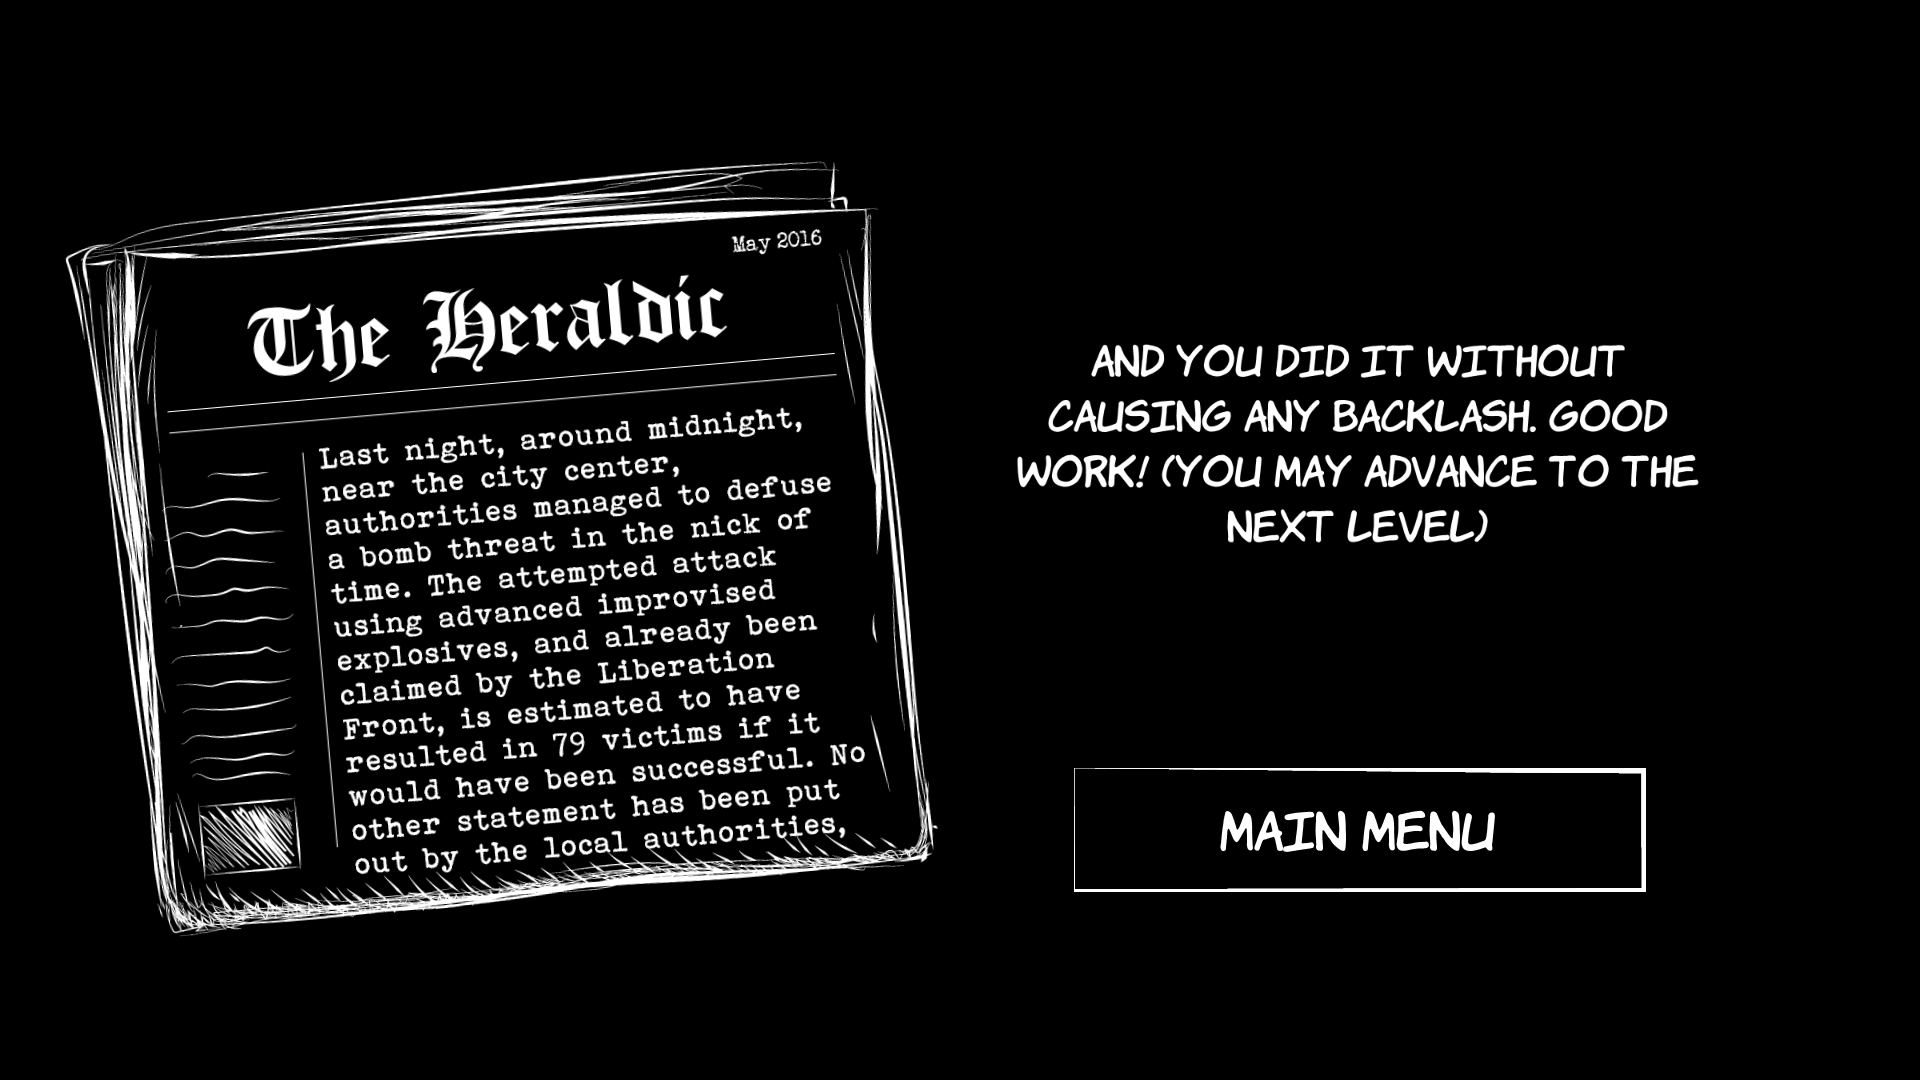 May 2016
The Heraldic
Last night, around midnight,
near the city center,
authorities managed to defuse
a bomb threat in the nick of
time. The attempted attack
using advanced improvised
explosives, and already been
claimed by the Liberation
Front, is estimated to have
resulted in 79 victims if it
would have been successful. No
other statement has been put
out by the local authorities,
AND YOU DID IT WITHOUT
CAUSING ANY BACKLASH. GOOD
WORK! (YOU MAY ADVANCE TO THE
NEXT LEVEL)
MAIN MENU